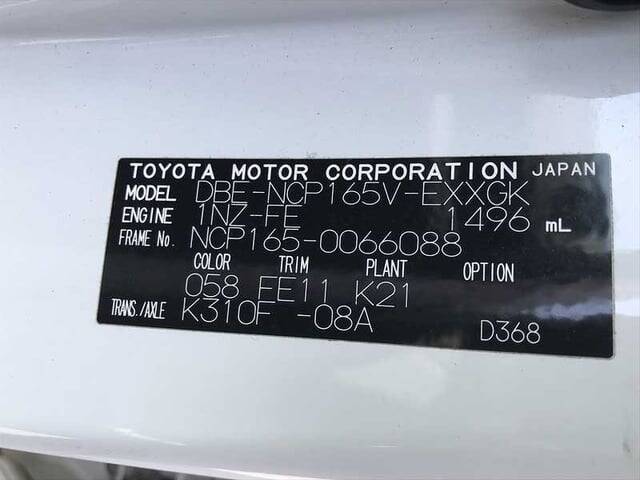 TOYOTA MOTOR CORPORATION JAPAN
MODEL DBE-NCP165V-EXXGK
ENGINE 1NZ-FE 1496 mL
FRAME NO. NCP165-0066088
COLOR TRIM PLANT OPTION
058 FE11 K21
TRANS./AXLE K310F -08A
D368